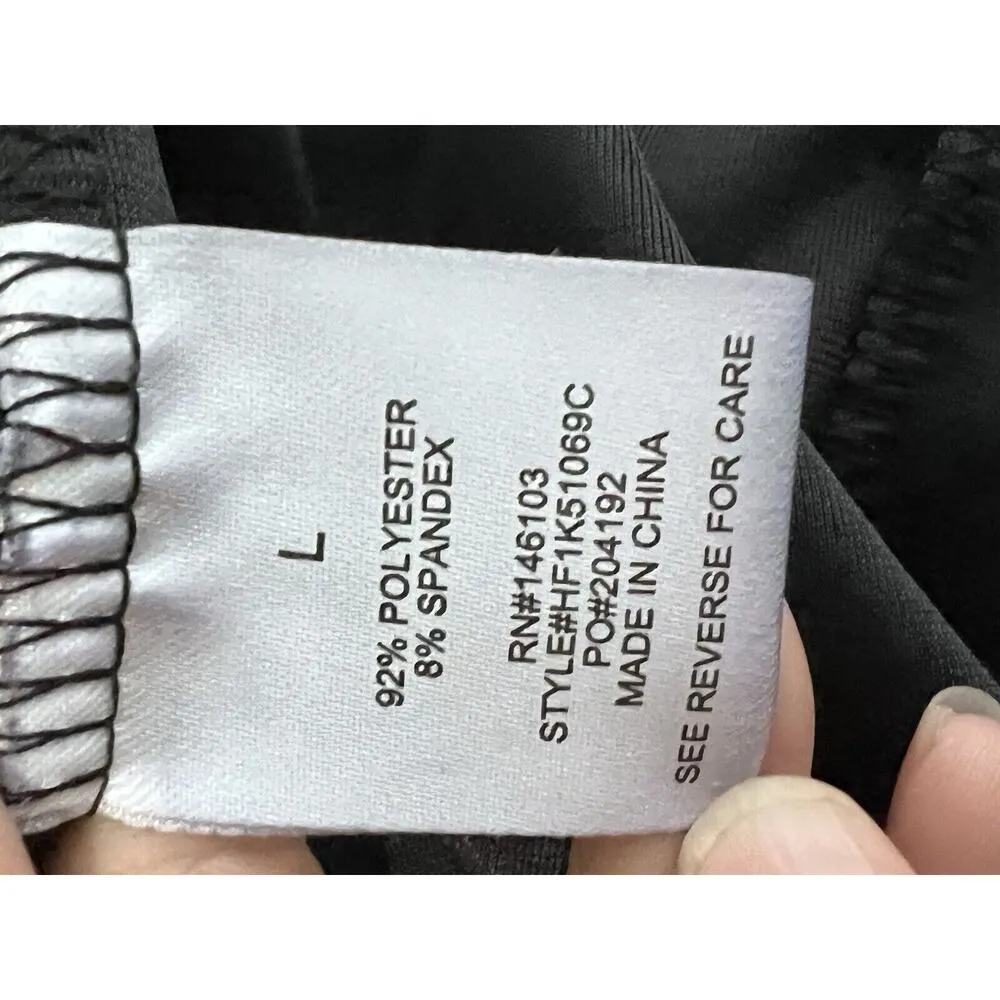 L
92% POLYESTER
8% SPANDEX
RN#146103
STYLE#HF1K51069C
PO#204192
MADE IN CHINA
SEE REVERSE FOR CARE